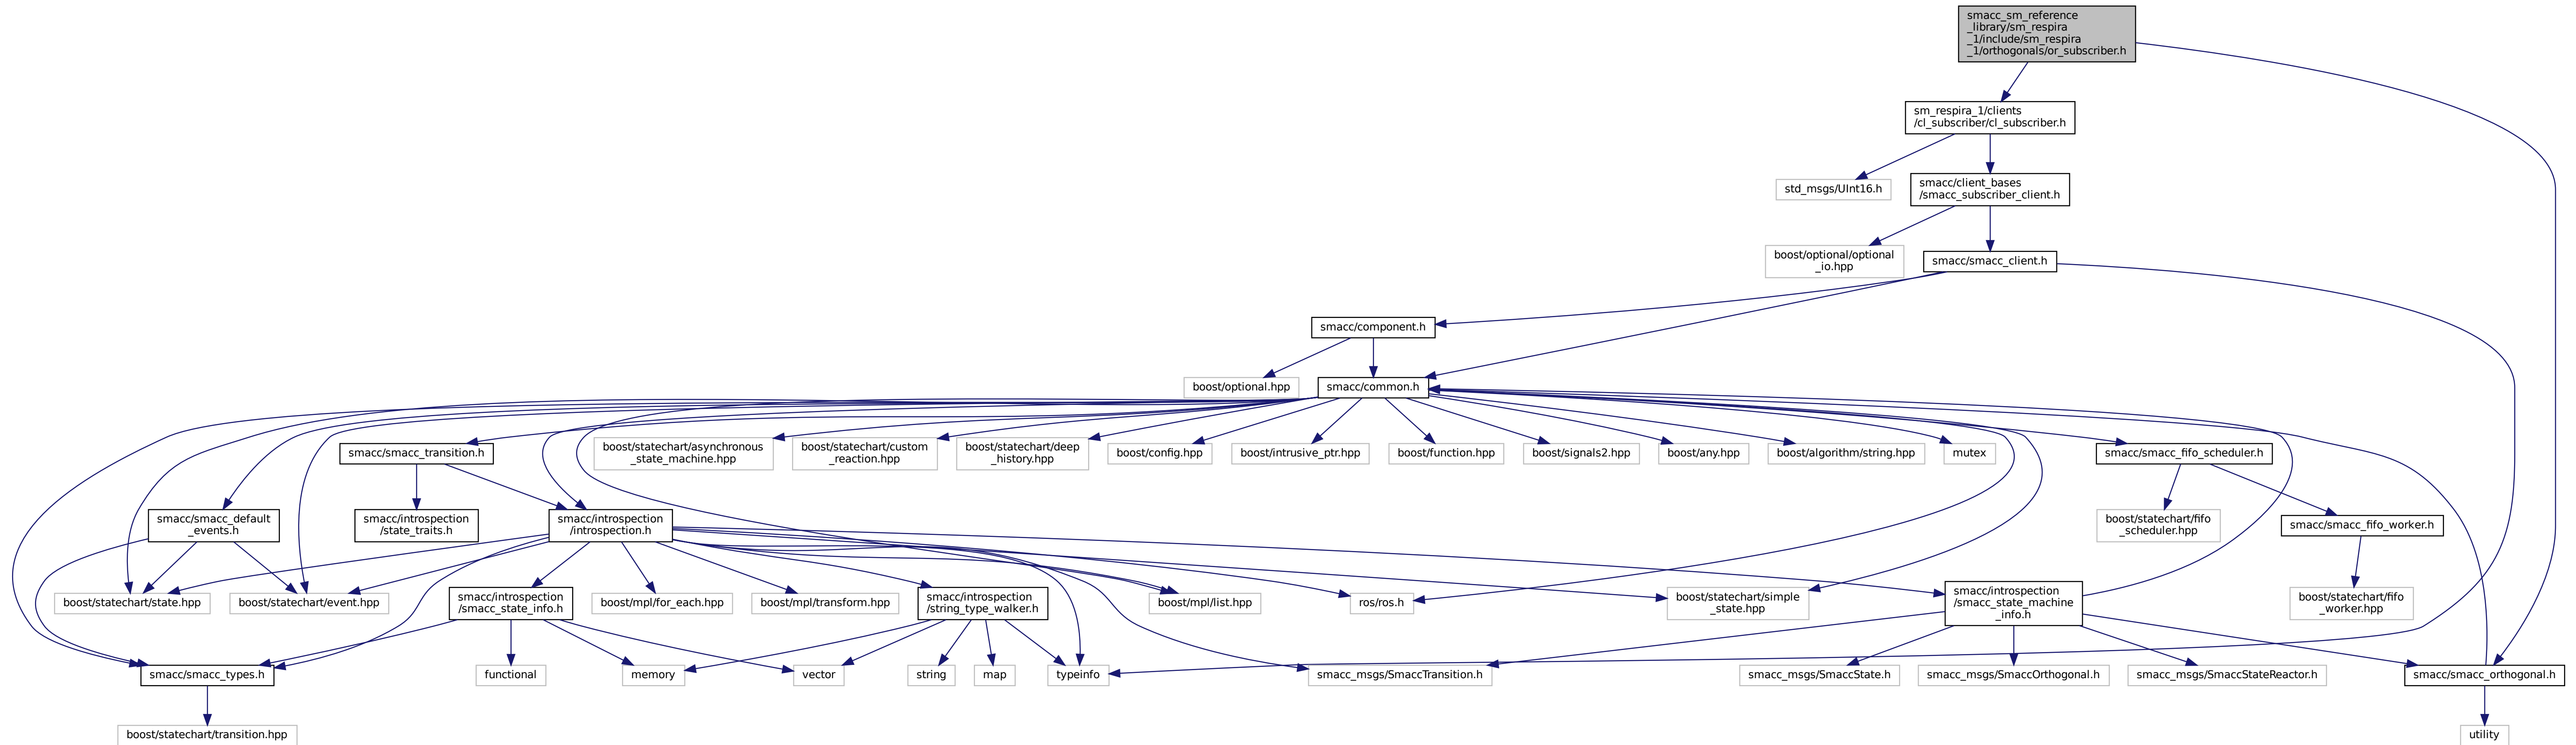 smacc_sm_reference
_library/sm_respira
_1/include/sm_respira
_1/orthogonals/or_subscriber.h
sm_respira_1/clients
/cl_subscriber/cl_subscriber.h
std_msgs/UInt16.h
smacc/client_bases
/smacc_subscriber_client.h
boost/optional/optional
_io.hpp
smacc/smacc_client.h
smacc/component.h
boost/optional.hpp
smacc/common.h
smacc/smacc_transition.h
boost/statechart/asynchronous
_state_machine.hpp
boost/statechart/custom
_reaction.hpp
boost/statechart/deep
_history.hpp
boost/config.hpp
boost/intrusive_ptr.hpp
boost/function.hpp
boost/signals2.hpp
boost/any.hpp
boost/algorithm/string.hpp
mutex
smacc/smacc_fifo_scheduler.h
smacc/smacc_default
_events.h
smacc/introspection
/state_traits.h
smacc/introspection
/introspection.h
boost/statechart/fifo
_scheduler.hpp
smacc/smacc_fifo_worker.h
boost/statechart/state.hpp
boost/statechart/event.hpp
smacc/introspection
/smacc_state_info.h
boost/mpl/for_each.hpp
boost/mpl/transform.hpp
smacc/introspection
/string_type_walker.h
boost/mpl/list.hpp
ros/ros.h
boost/statechart/simple
_state.hpp
smacc/introspection
/smacc_state_machine
_info.h
boost/statechart/fifo
_worker.hpp
smacc/smacc_types.h
functional
memory
vector
string
map
typeinfo
smacc_msgs/SmaccTransition.h
smacc_msgs/SmaccState.h
smacc_msgs/SmaccOrthogonal.h
smacc_msgs/SmaccStateReactor.h
smacc/smacc_orthogonal.h
boost/statechart/transition.hpp
utility